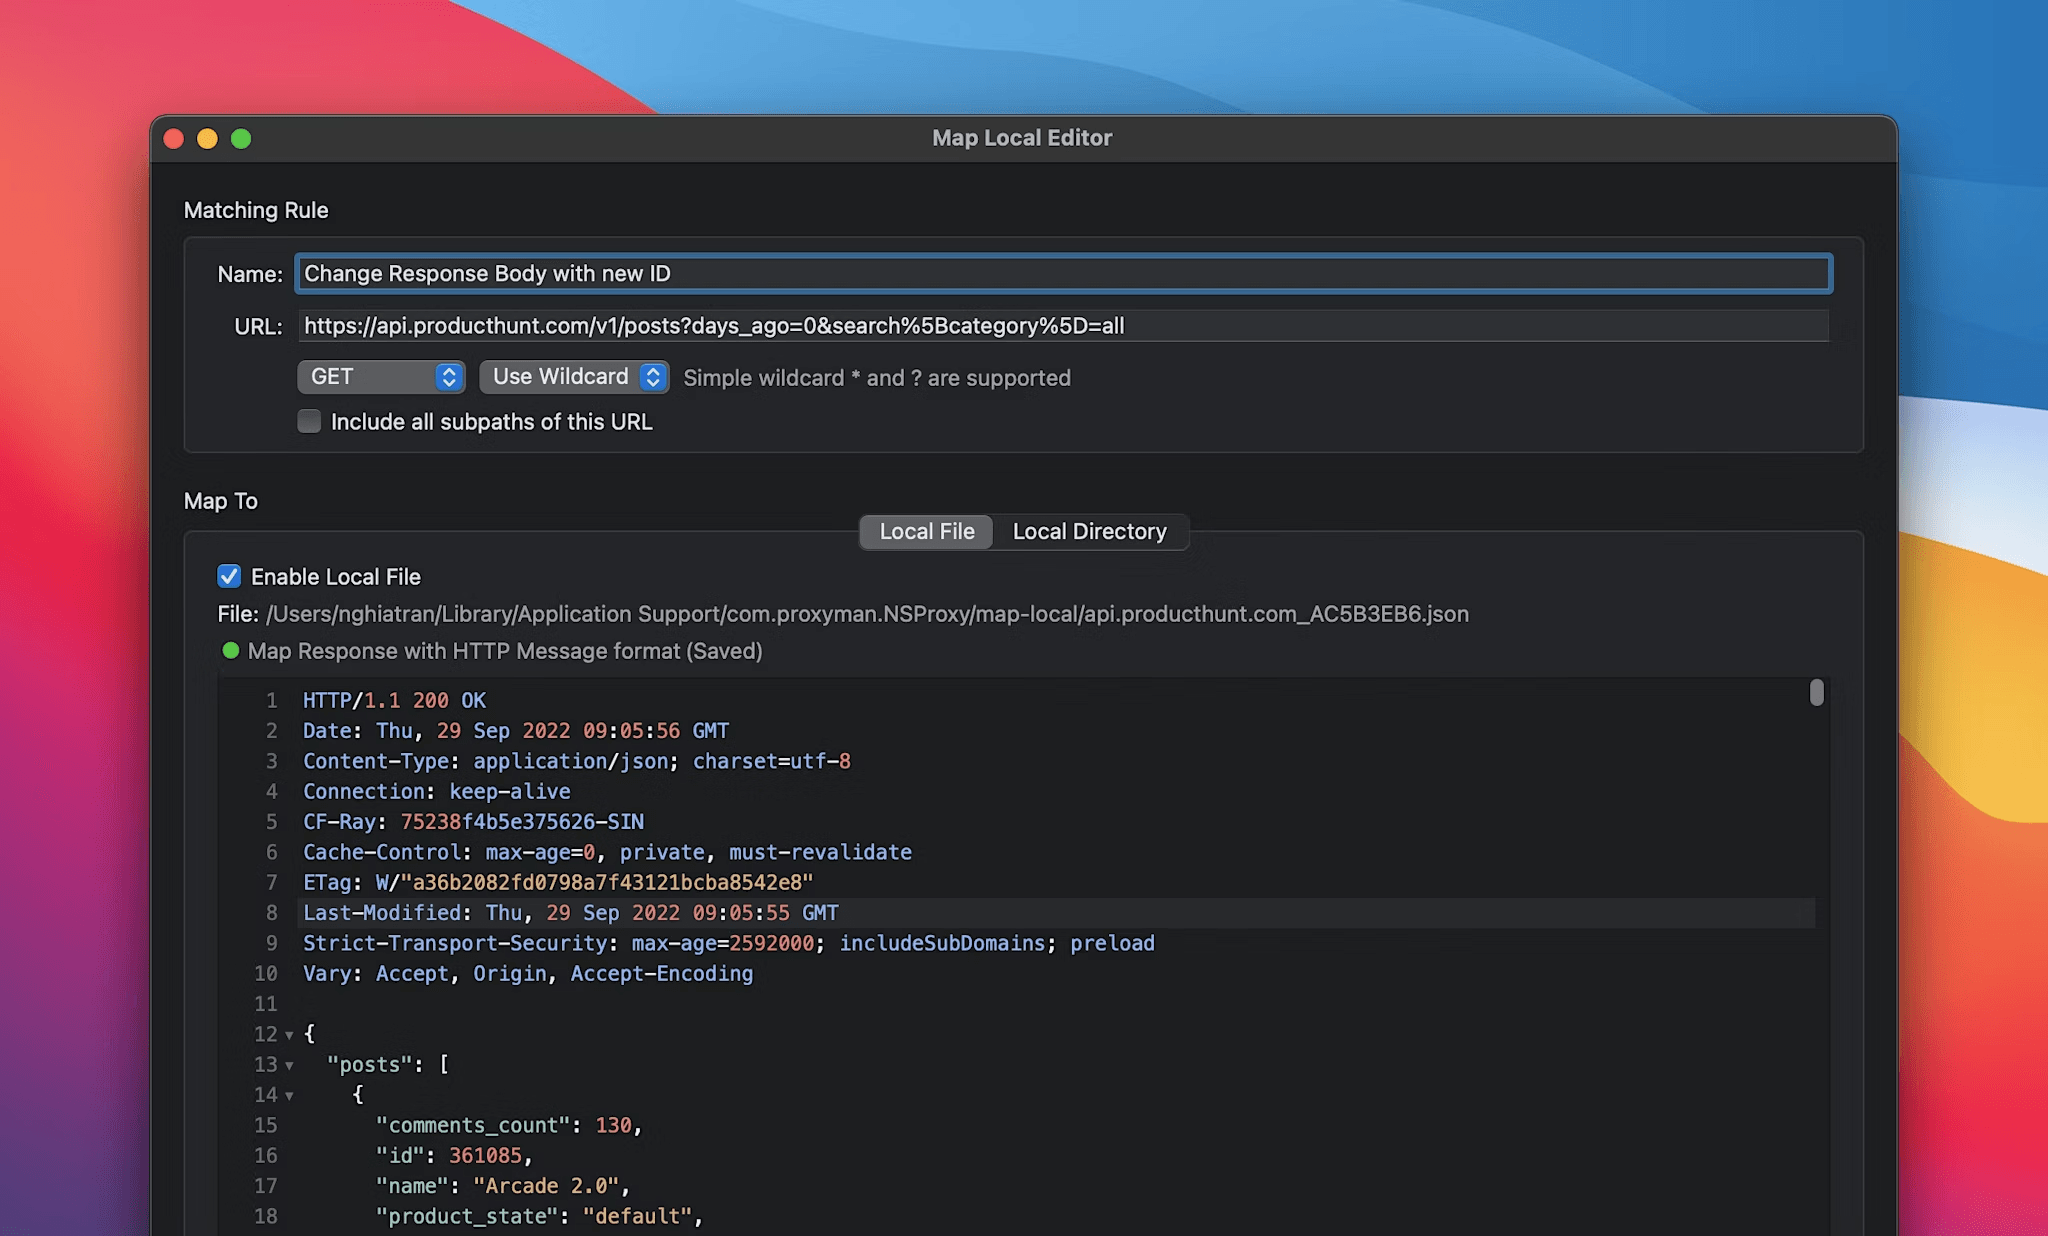 Map Local Editor
Matching Rule
Name: Change Response Body with new ID
URL: https://api.producthunt.com/v1/posts?days_ago=0&search%5Bcategory%5D=all
GET Use Wildcard Simple wildcard * and ? are supported
Include all subpaths of this URL
Map To
Local File Local Directory
Enable Local File
File: /Users/nghiatran/Library/Application Support/com.proxyman.NSProxy/map-local/api.producthunt.com_AC5B3EB6.json
Map Response with HTTP Message format (Saved)
1 HTTP/1.1 200 OK
2 Date: Thu, 29 Sep 2022 09:05:56 GMT
3 Content-Type: application/json; charset=utf-8
4 Connection: keep-alive
5 CF-Ray: 75238f4b5e375626-SIN
6 Cache-Control: max-age=0, private, must-revalidate
7 ETag: W/"a36b2082fd0798a7f43121bcba8542e8"
8 Last-Modified: Thu, 29 Sep 2022 09:05:55 GMT
9 Strict-Transport-Security: max-age=2592000; includeSubDomains; preload
10 Vary: Accept, Origin, Accept-Encoding
11
12 {
13 "posts": [
14 {
15 "comments_count": 130,
16 "id": 361085,
17 "name": "Arcade 2.0",
18 "product_state": "default",